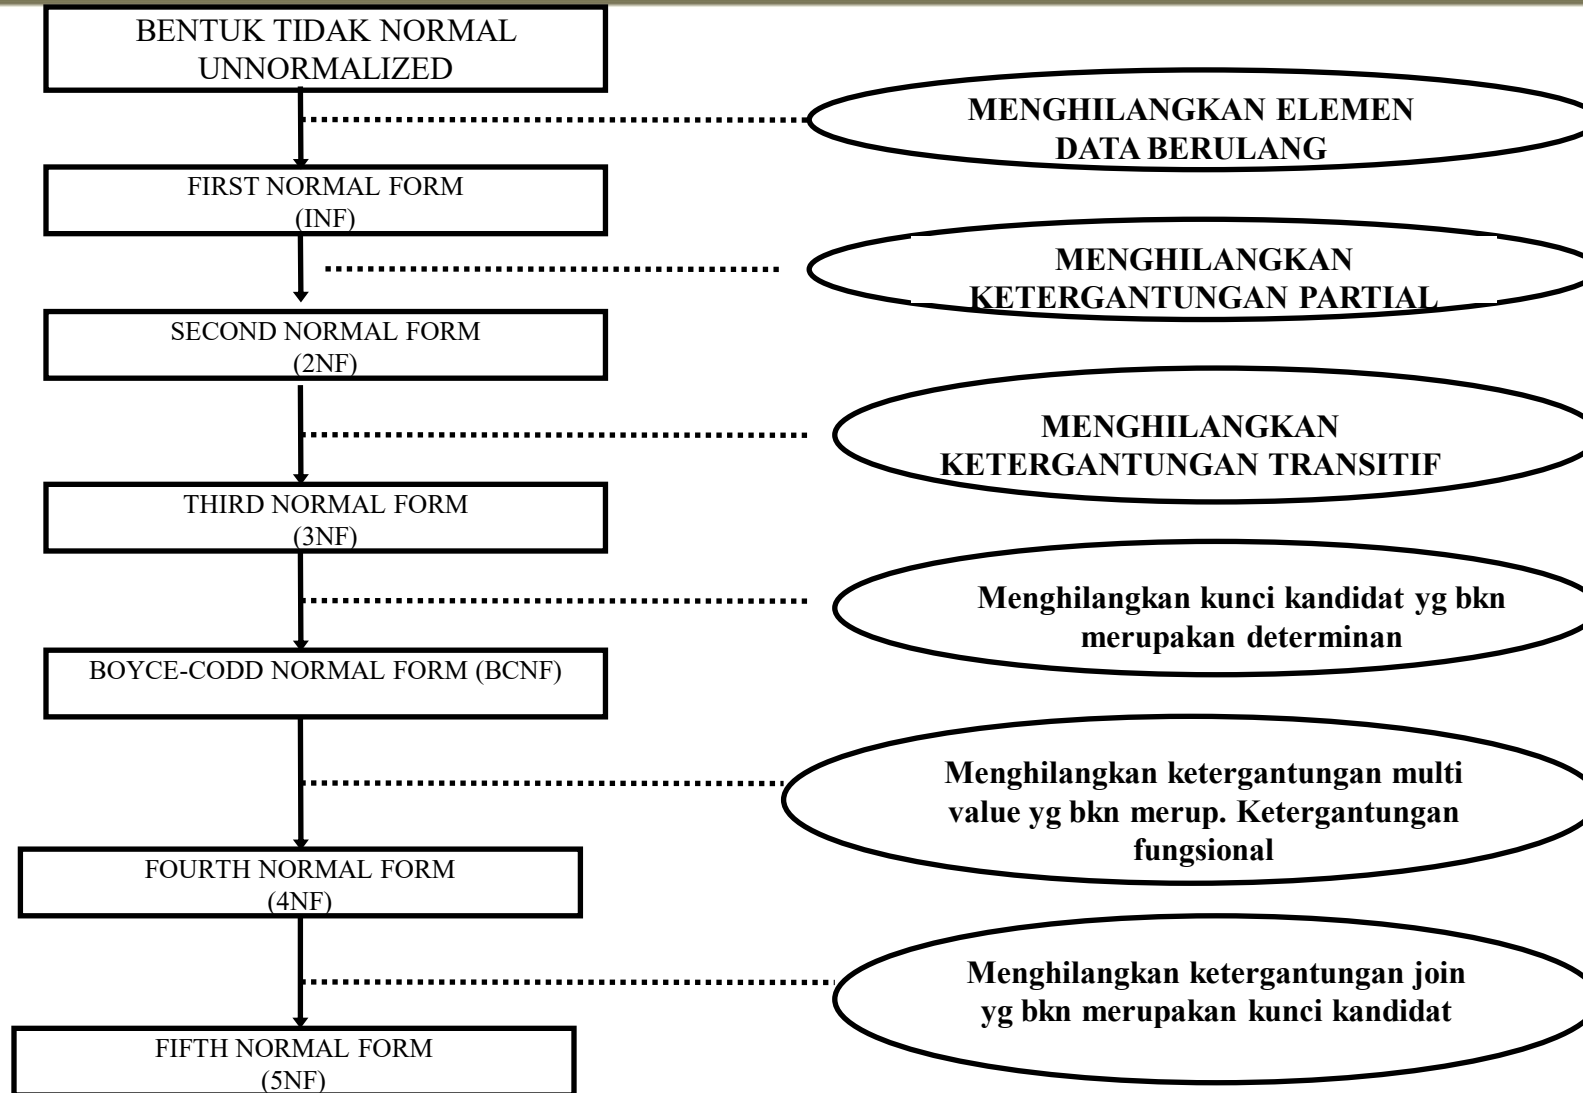 BENTUK TIDAK NORMAL
UNNORMALIZED
MENGHILANGKAN ELEMEN
DATA BERULANG
FIRST NORMAL FORM
(INF)
MENGHILANGKAN
KETERGANTUNGAN PARTIAL
SECOND NORMAL FORM
(2NF)
MENGHILANGKAN
KETERGANTUNGAN TRANSITIF
THIRD NORMAL FORM
(3NF)
Menghilangkan kunci kandidat yg bkn
merupakan determinan
BOYCE-CODD NORMAL FORM (BCNF)
Menghilangkan ketergantungan multi
value yg bkn merup. Ketergantungan
fungsional
FOURTH NORMAL FORM
(4NF)
Menghilangkan ketergantungan join
yg bkn merupakan kunci kandidat
FIFTH NORMAL FORM
(5NF)